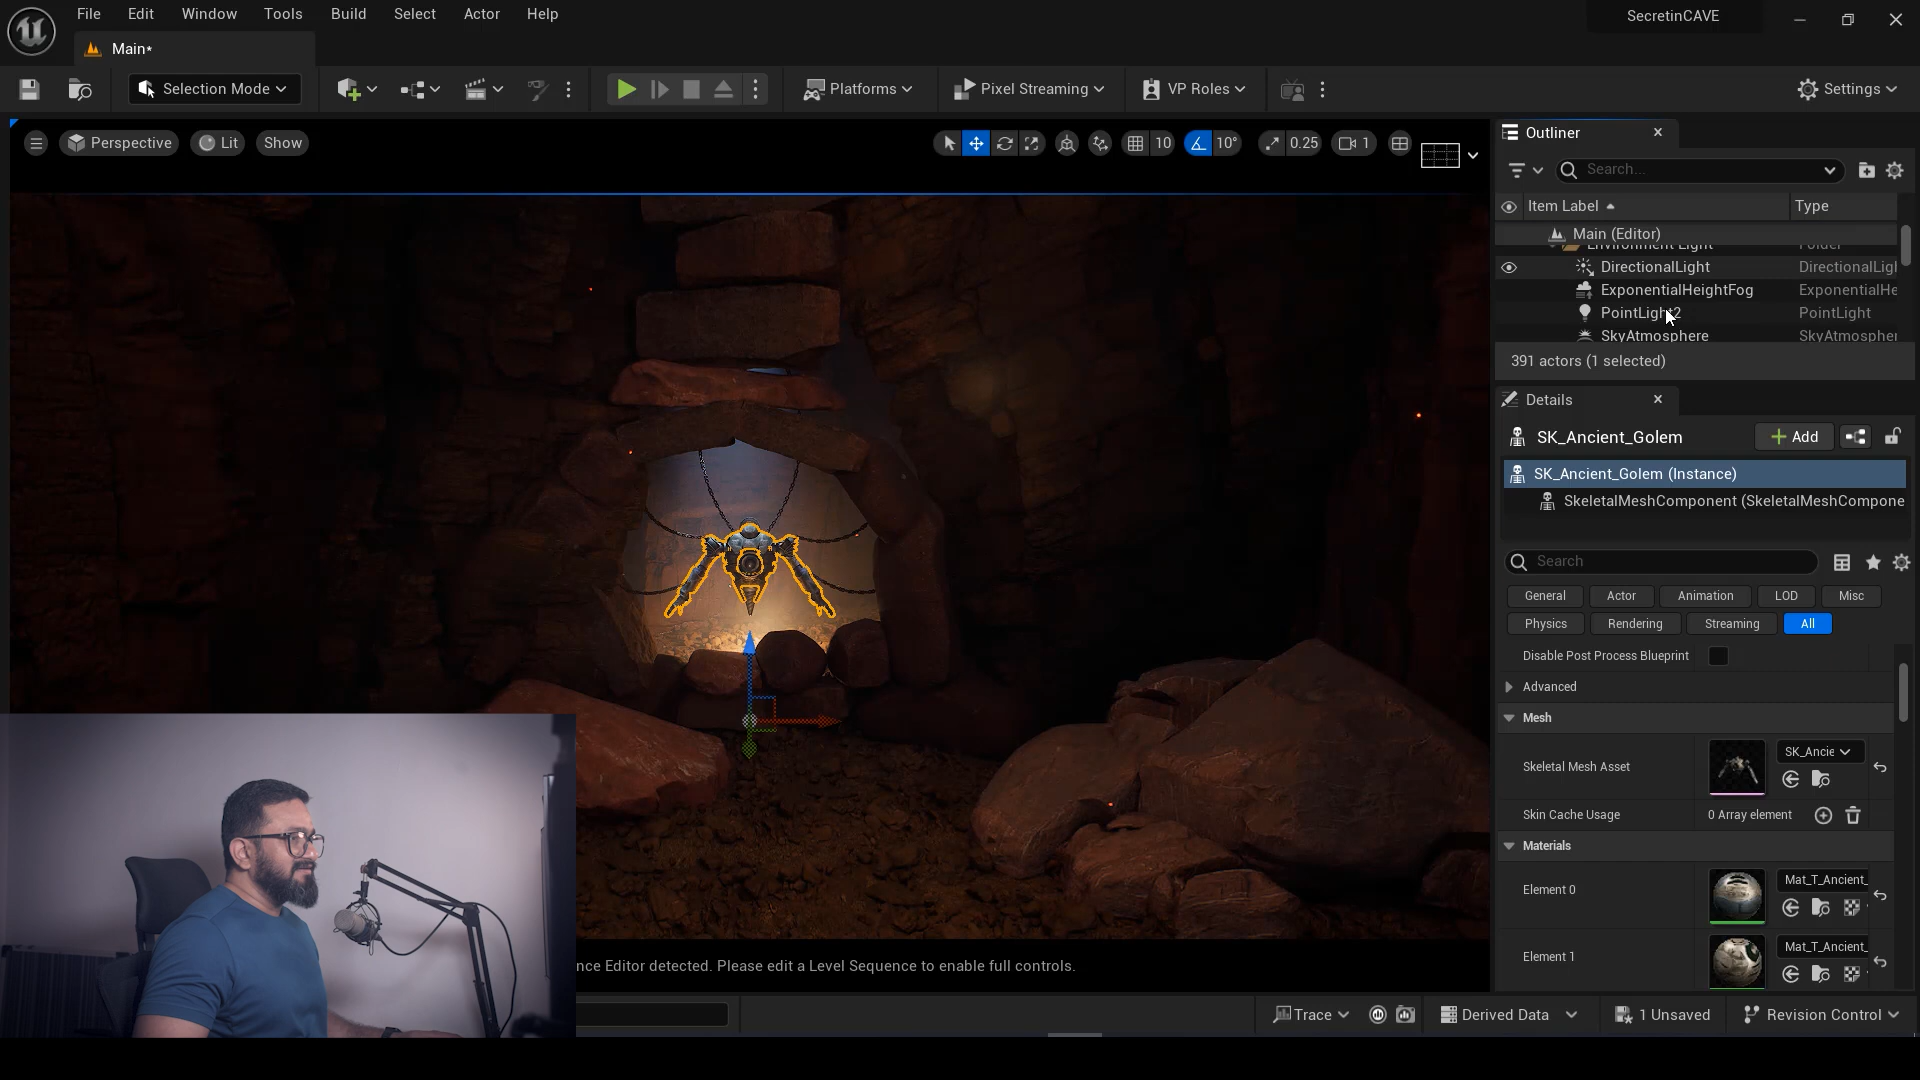 File Edit Window Tools Build Select Actor Help
SecretinCAVE
Main*
Selection Mode
Platforms
Pixel Streaming
VP Roles
Settings
Perspective
Lit
Show
10
10°
0.25
1
Outliner
Search...
Item Label
Type
Main (Editor)
Environment Light Folder
DirectionalLight DirectionalLigh
ExponentialHeightFog ExponentialHe
PointLight2 PointLight
SkyAtmosphere SkyAtmospher
391 actors (1 selected)
Details
SK_Ancient_Golem
Add
SK_Ancient_Golem (Instance)
SkeletalMeshComponent (SkeletalMeshCompone
Search
General Actor Animation LOD Misc
Physics Rendering Streaming All
Disable Post Process Blueprint
Advanced
Mesh
Skeletal Mesh Asset
SK_Ancie
Skin Cache Usage 0 Array element
Materials
Element 0
Mat_T_Ancient_
Element 1
Mat_T_Ancient_
nce Editor detected. Please edit a Level Sequence to enable full controls.
Trace
Derived Data
1 Unsaved
Revision Control